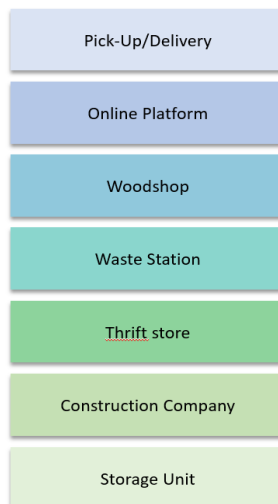 Pick-Up/Delivery
Online Platform
Woodshop
Waste Station
Thrift store
Construction Company
Storage Unit